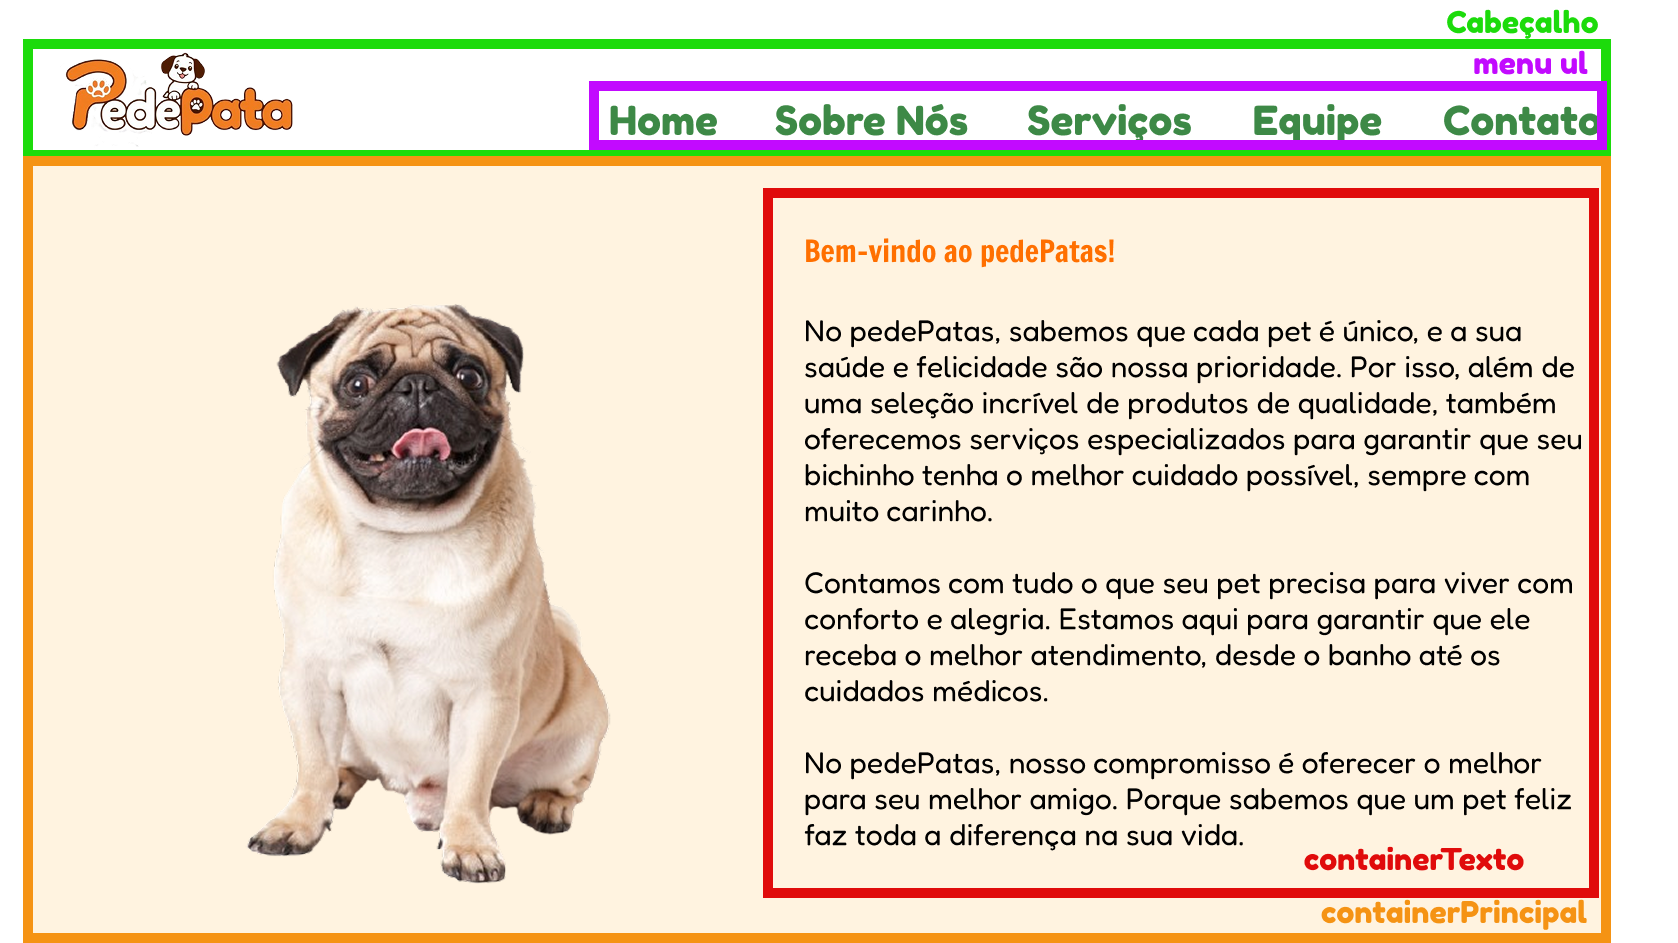 Cabeçalho
menu ul
PedePata
Home Sobre Nós Serviços Equipe Contato
Bem-vindo ao pedePatas!
No pedePatas, sabemos que cada pet é único, e a sua
saúde e felicidade são nossa prioridade. Por isso, além de
uma seleção incrível de produtos de qualidade, também
oferecemos serviços especializados para garantir que seu
bichinho tenha o melhor cuidado possível, sempre com
muito carinho.
Contamos com tudo o que seu pet precisa para viver com
conforto e alegria. Estamos aqui para garantir que ele
receba o melhor atendimento, desde o banho até os
cuidados médicos.
No pedePatas, nosso compromisso é oferecer o melhor
para seu melhor amigo. Porque sabemos que um pet feliz
faz toda a diferença na sua vida.
containerTexto
containerPrincipal